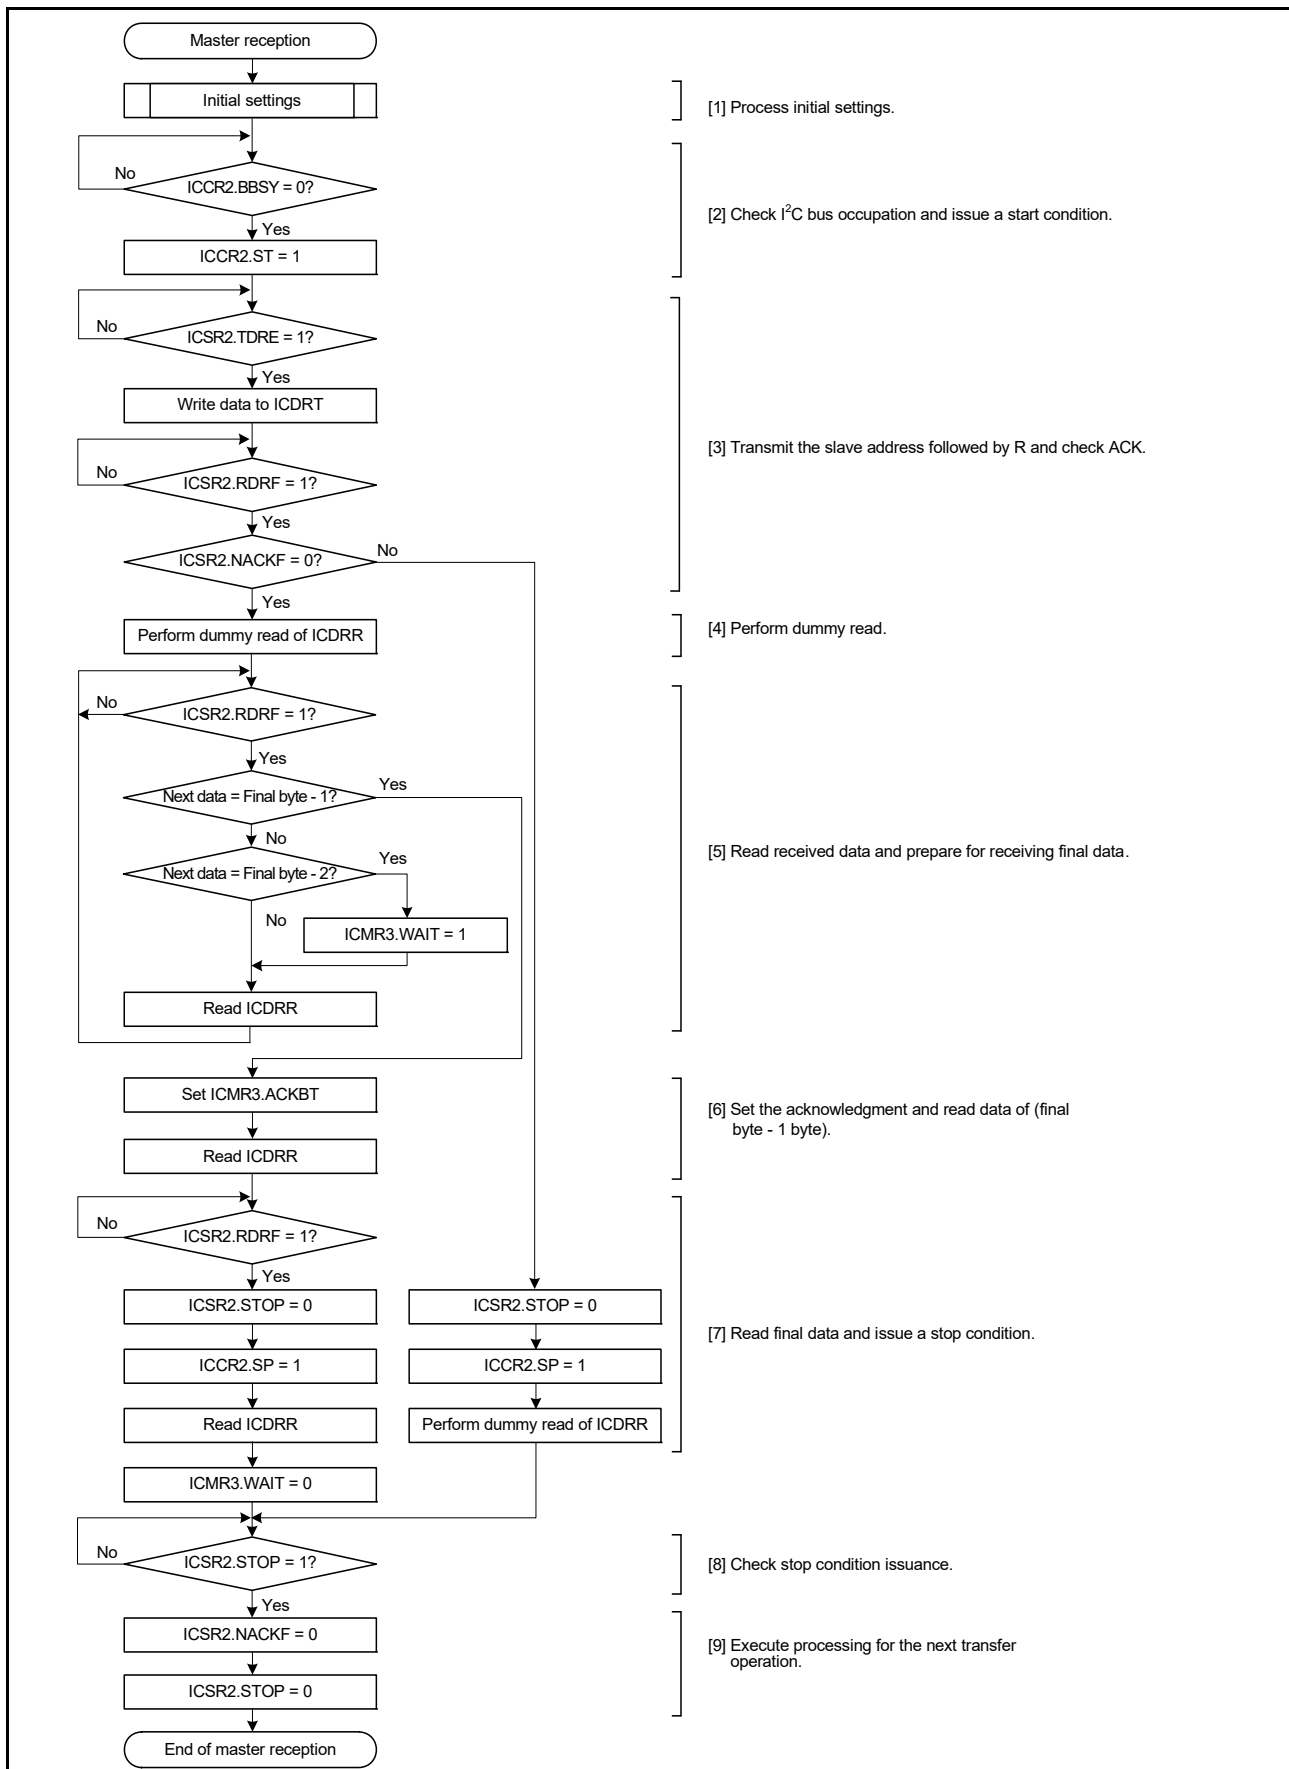 Master reception
Initial settings
[1] Process initial settings.
No
ICCR2.BBSY = 0?
Yes
[2] Check I²C bus occupation and issue a start condition.
ICCR2.ST = 1
No
ICSR2.TDRE = 1?
Yes
Write data to ICDRT
[3] Transmit the slave address followed by R and check ACK.
No
ICSR2.RDRF = 1?
Yes
ICSR2.NACKF = 0?
No
Yes
Perform dummy read of ICDRR
[4] Perform dummy read.
No
ICSR2.RDRF = 1?
Yes
Next data = Final byte - 1?
Yes
No
[5] Read received data and prepare for receiving final data.
Next data = Final byte - 2?
Yes
No
ICMR3.WAIT = 1
Read ICDRR
Set ICMR3.ACKBT
[6] Set the acknowledgment and read data of (final
byte - 1 byte).
Read ICDRR
No
ICSR2.RDRF = 1?
Yes
ICSR2.STOP = 0
ICSR2.STOP = 0
[7] Read final data and issue a stop condition.
ICCR2.SP = 1
ICCR2.SP = 1
Read ICDRR
Perform dummy read of ICDRR
ICMR3.WAIT = 0
No
ICSR2.STOP = 1?
[8] Check stop condition issuance.
Yes
ICSR2.NACKF = 0
[9] Execute processing for the next transfer
operation.
ICSR2.STOP = 0
End of master reception